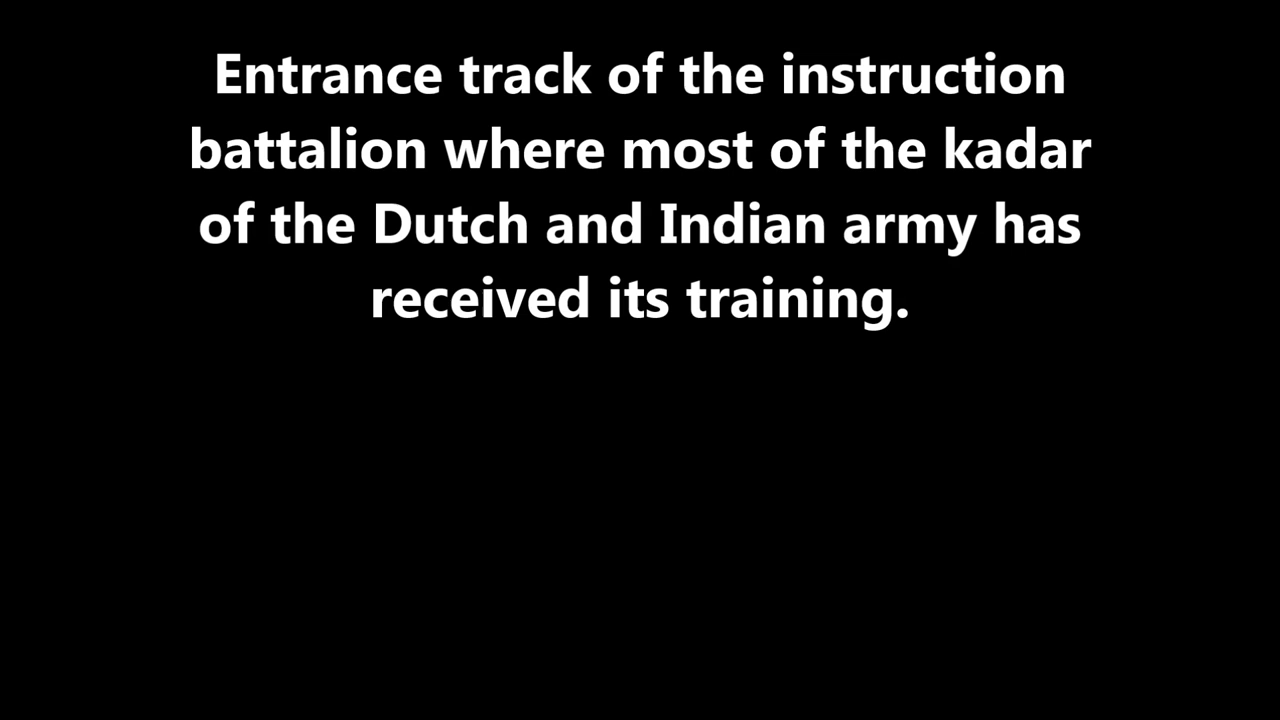 Entrance track of the instruction
battalion where most of the kadar
of the Dutch and Indian army has
received its training.